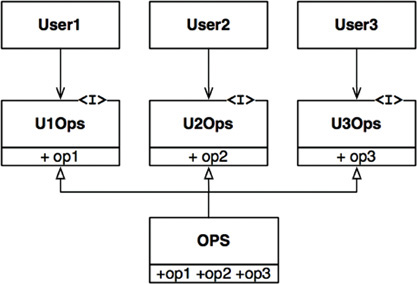 User1 User2 User3
<I> <I> <I>
U1Ops U2Ops U3Ops
+ op1 + op2 + op3
OPS
+op1 +op2 +op3